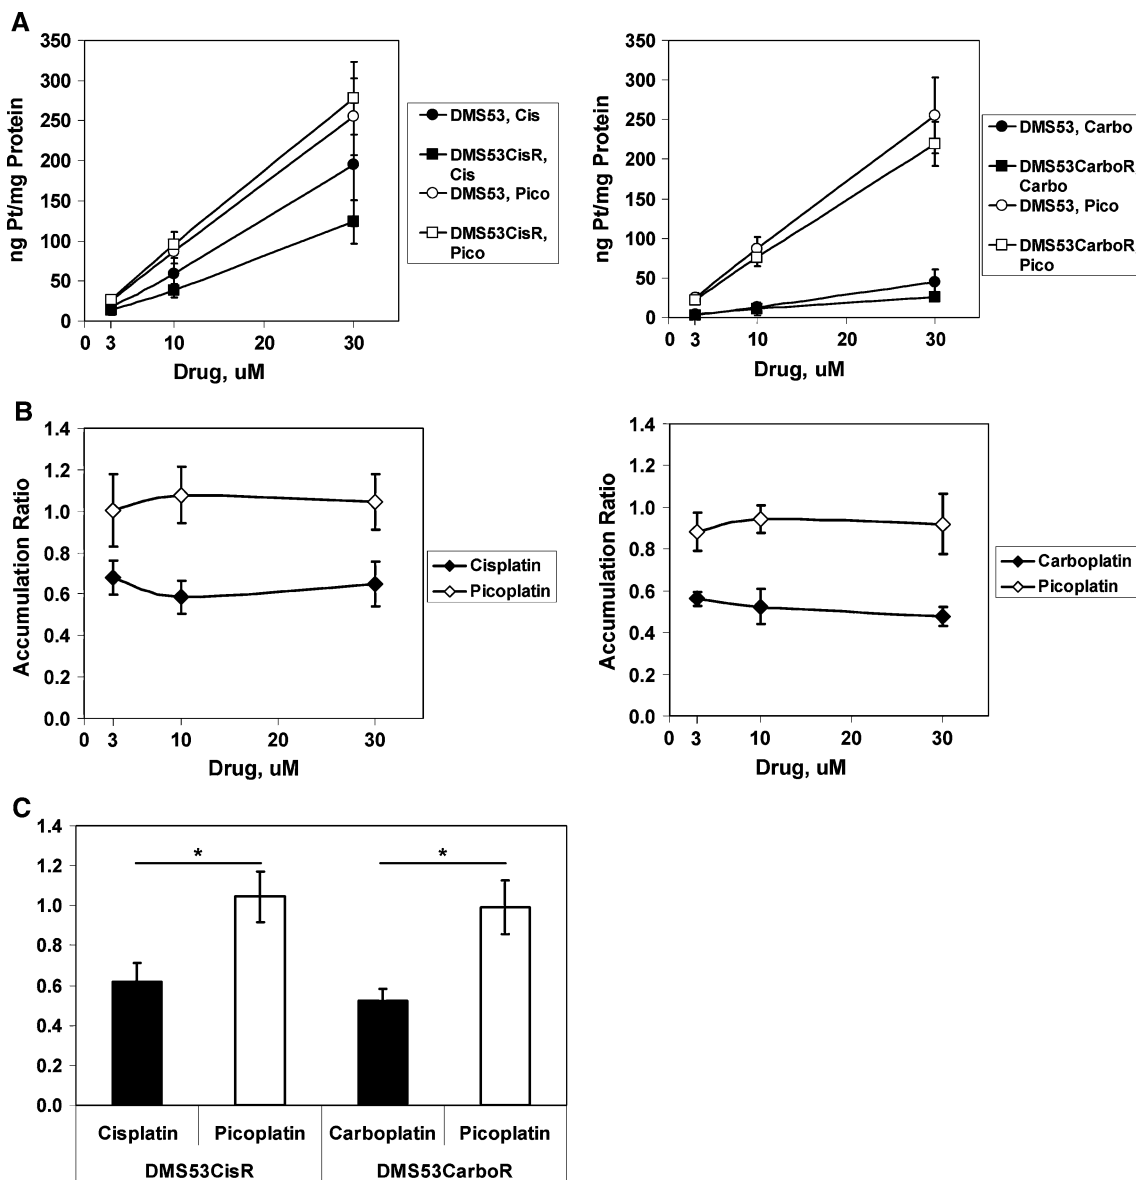 A
350
300
250
200
150
100
50
0
ng Pt/mg Protein
0 3 10 20 30
Drug, uM
DMS53, Cis
DMS53CisR,
Cis
DMS53, Pico
DMS53CisR,
Pico
350
300
250
200
150
100
50
0
ng Pt/mg Protein
0 3 10 20 30
Drug, uM
DMS53, Carbo
DMS53CarboR,
Carbo
DMS53, Pico
DMS53CarboR,
Pico
B
1.4
1.2
1.0
0.8
0.6
0.4
0.2
0.0
Accumulation Ratio
0 3 10 20 30
Drug, uM
Cisplatin
Picoplatin
1.4
1.2
1.0
0.8
0.6
0.4
0.2
0.0
Accumulation Ratio
0 3 10 20 30
Drug, uM
Carboplatin
Picoplatin
C
1.4
1.2
1.0
0.8
0.6
0.4
0.2
0.0
* *
Cisplatin Picoplatin Carboplatin Picoplatin
DMS53CisR DMS53CarboR